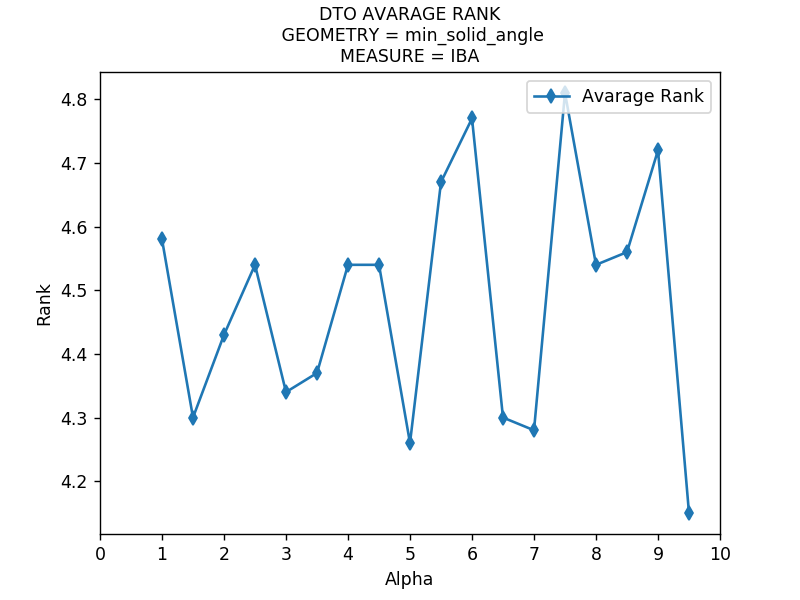 DTO AVARAGE RANK
GEOMETRY = min_solid_angle
MEASURE = IBA
Avarage Rank
4.8
4.7
4.6
4.5
4.4
4.3
4.2
Rank
0 1 2 3 4 5 6 7 8 9 10
Alpha